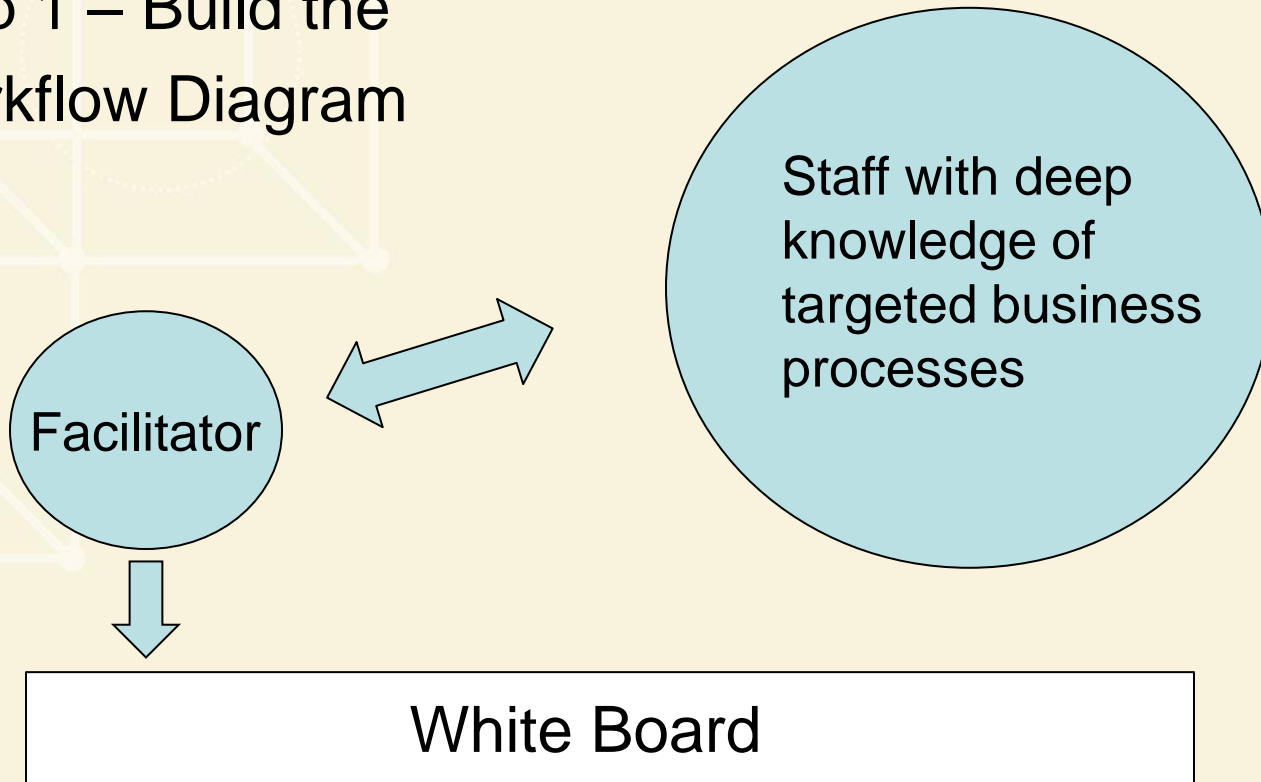 1 – Build the
Diagram
Staff with deep
knowledge of
targeted business
processes
Facilitator
White Board